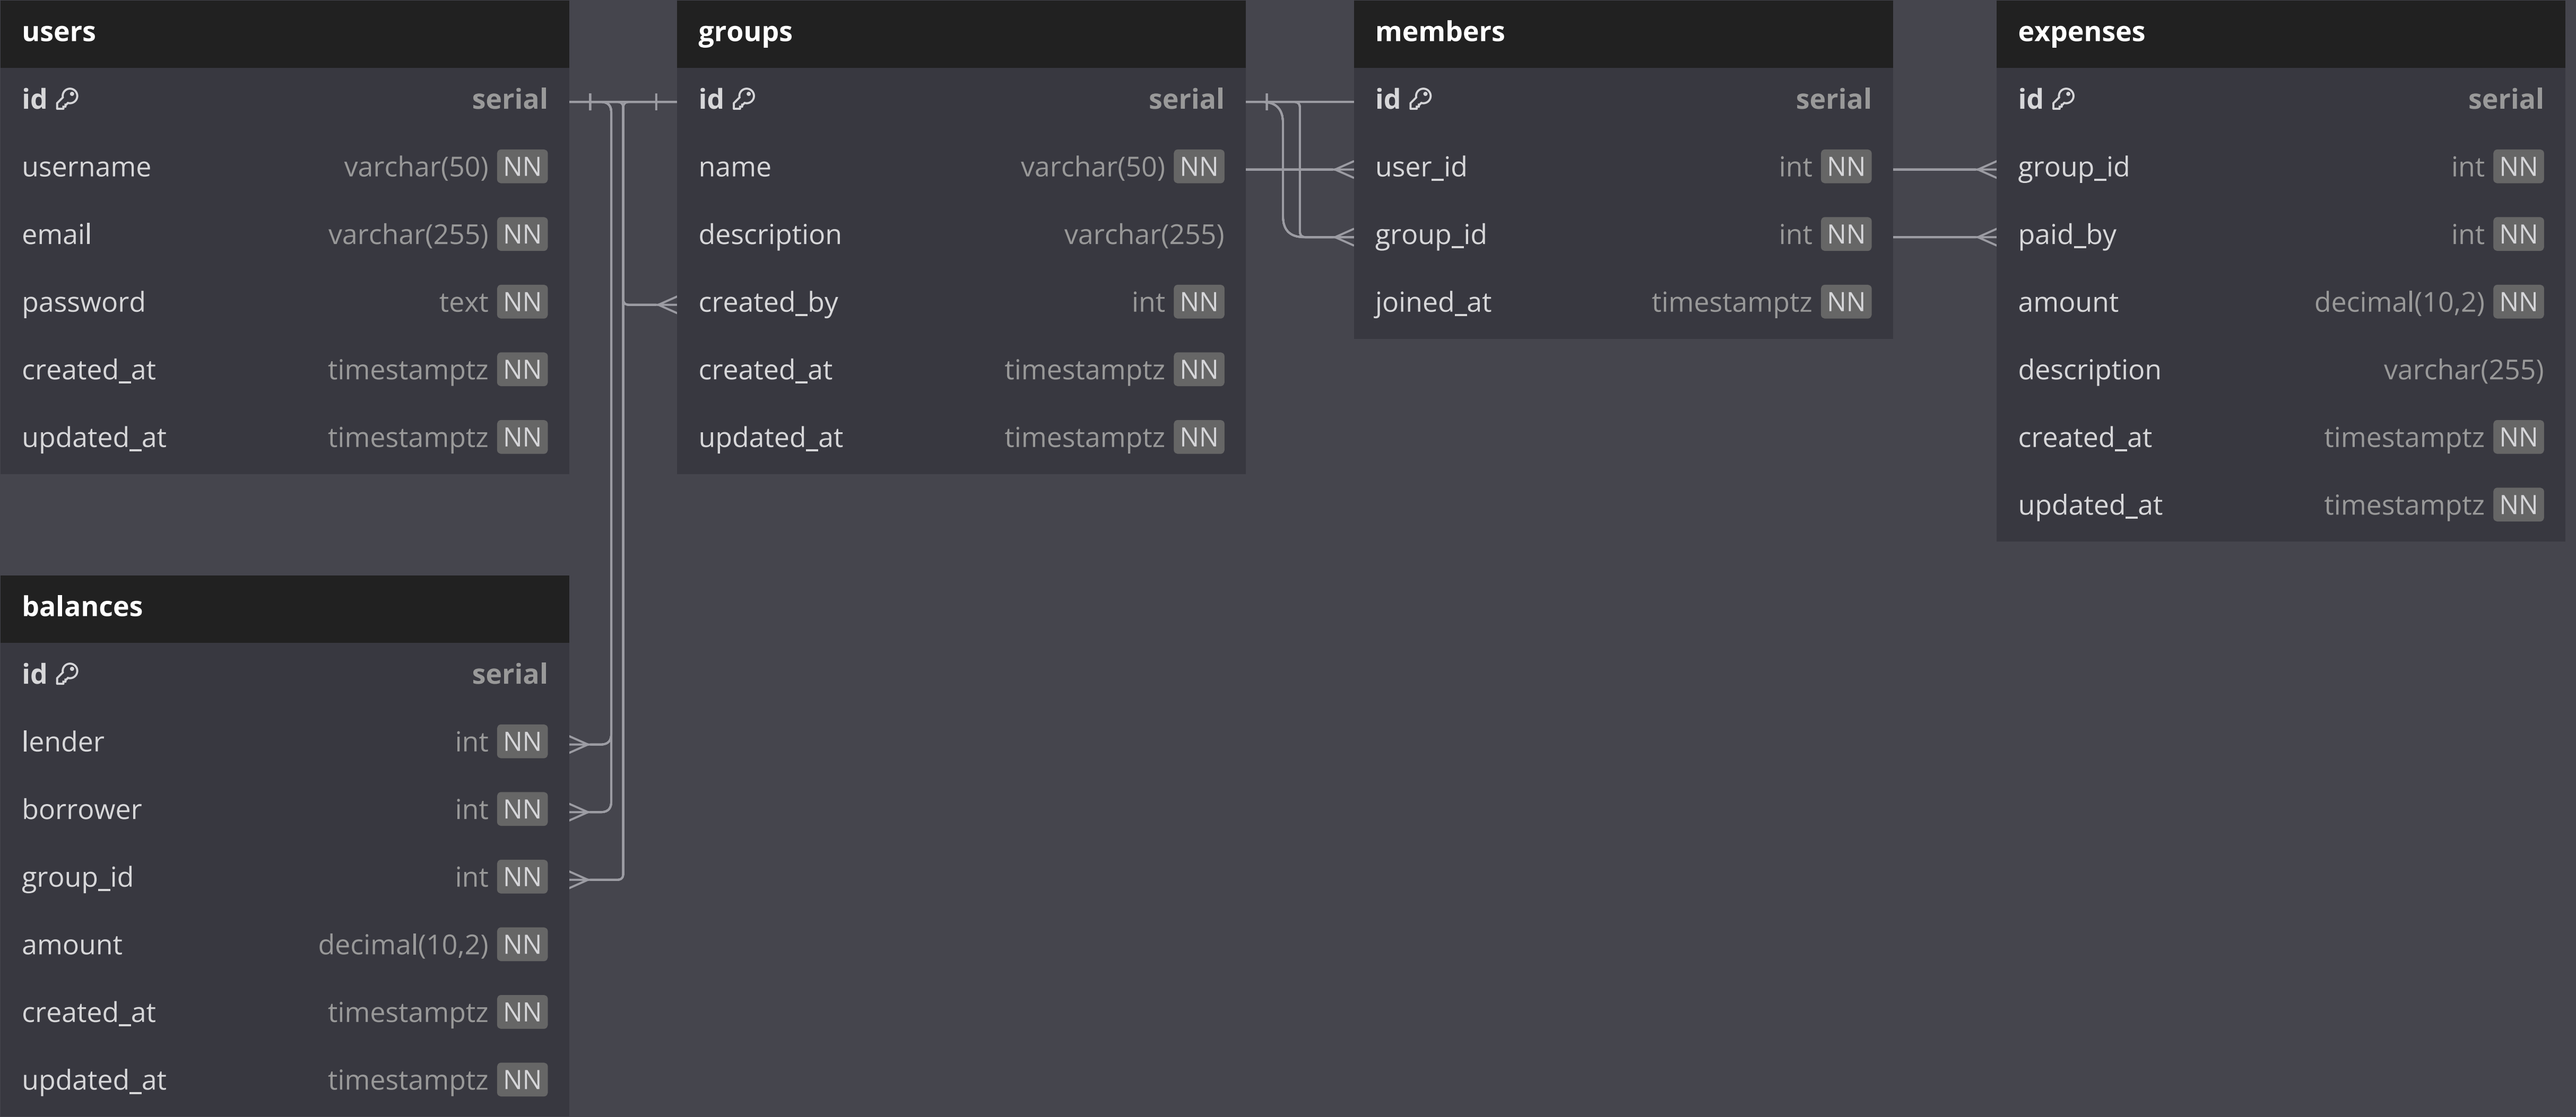 users
id serial
username varchar(50) NN
email varchar(255) NN
password text NN
created_at timestamptz NN
updated_at timestamptz NN
groups
id serial
name varchar(50) NN
description varchar(255)
created_by int NN
created_at timestamptz NN
updated_at timestamptz NN
members
id serial
user_id int NN
group_id int NN
joined_at timestamptz NN
expenses
id serial
group_id int NN
paid_by int NN
amount decimal(10,2) NN
description varchar(255)
created_at timestamptz NN
updated_at timestamptz NN
balances
id serial
lender int NN
borrower int NN
group_id int NN
amount decimal(10,2) NN
created_at timestamptz NN
updated_at timestamptz NN